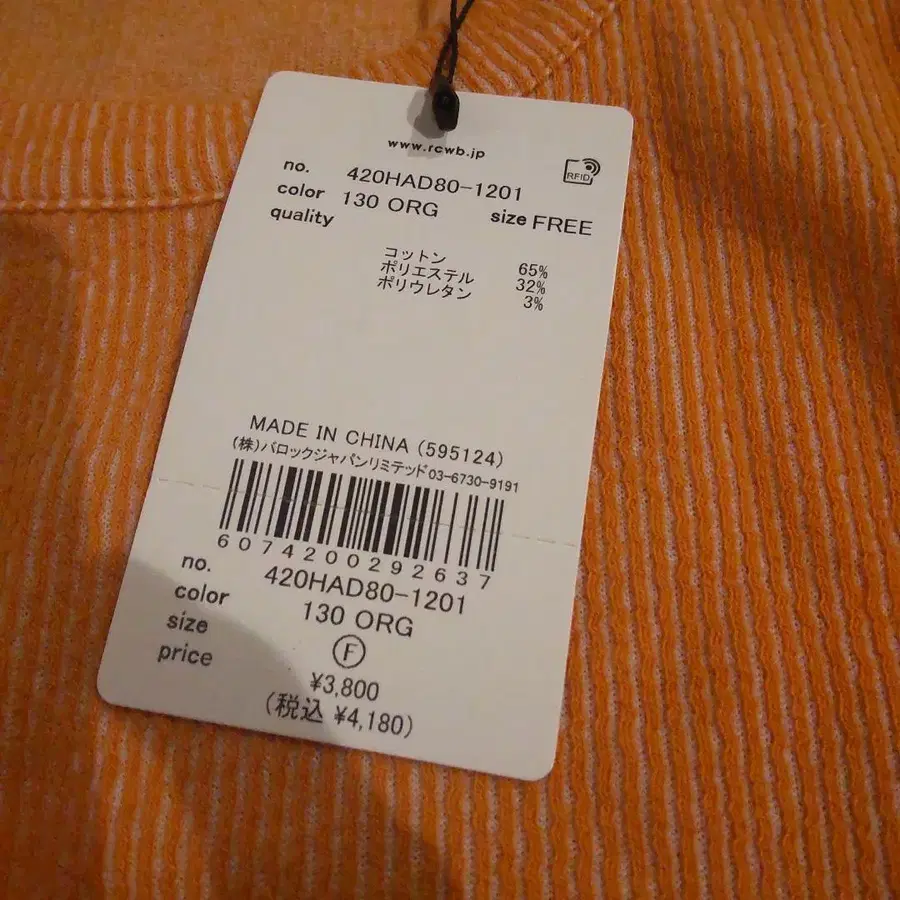 www.rcwb.jp
RFID
no. 420HAD80-1201
color 130 ORG size FREE
quality
コットン 65%
ポリエステル 32%
ポリウレタン 3%
MADE IN CHINA (595124)
(株)バロックジャパンリミテッド03-6730-9191
6074200292637
no. 420HAD80-1201
color 130 ORG
size F
price ¥3,800
(税込 ¥4,180)